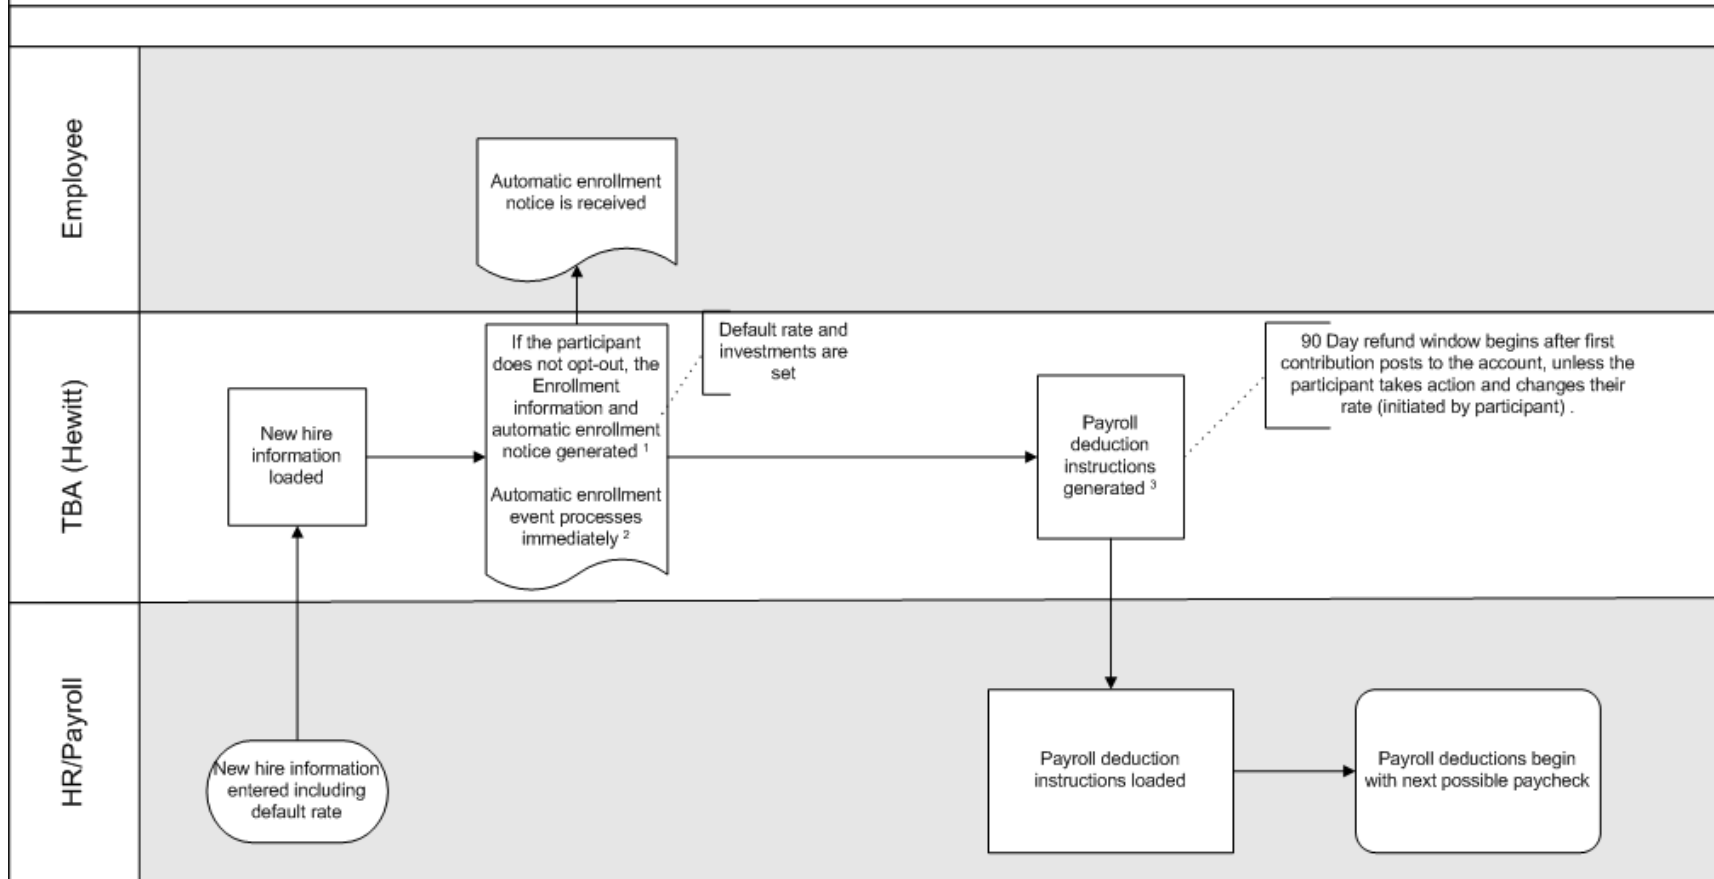 Employee
Automatic enrollment
notice is received
TBA (Hewitt)
New hire
information
loaded
If the participant
does not opt-out, the
Enrollment
information and
automatic enrollment
notice generated ¹
Automatic enrollment
event processes
immediately ²
Default rate and
investments are
set
Payroll
deduction
instructions
generated ³
90 Day refund window begins after first
contribution posts to the account, unless the
participant takes action and changes their
rate (initiated by participant) .
HR/Payroll
New hire information
entered including
default rate
Payroll deduction
instructions loaded
Payroll deductions begin
with next possible paycheck